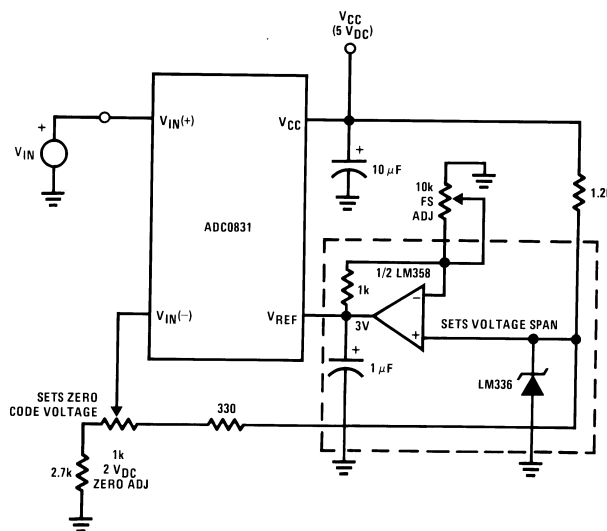 VCC
(5 VDC)
VIN(+)
VCC
+
VIN
+
10 μF
10k
FS
ADJ
ADC0831
1/2 LM358
1k
VIN(−)
VREF
3V
−
+
SETS VOLTAGE SPAN
+
1 μF
LM336
SETS ZERO
CODE VOLTAGE
330
1k
2 VDC
ZERO ADJ
2.7k